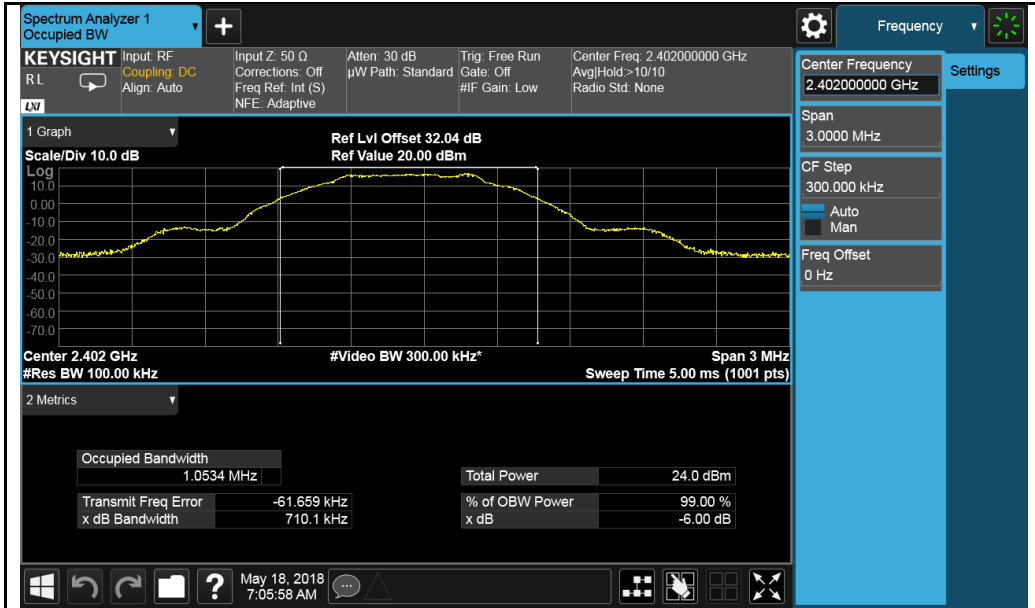 Spectrum Analyzer 1
Occupied BW
Frequency
KEYSIGHT
R L
LXI
Input: RF
Coupling: DC
Align: Auto
Input Z: 50 Ω
Corrections: Off
Freq Ref: Int (S)
NFE: Adaptive
Atten: 30 dB
µW Path: Standard
Trig: Free Run
Gate: Off
#IF Gain: Low
Center Freq: 2.402000000 GHz
Avg|Hold:>10/10
Radio Std: None
Center Frequency
2.402000000 GHz
Settings
Span
3.0000 MHz
CF Step
300.000 kHz
Auto
Man
Freq Offset
0 Hz
1 Graph
Scale/Div 10.0 dB
Ref Lvl Offset 32.04 dB
Ref Value 20.00 dBm
Log
10.0
0.00
-10.0
-20.0
-30.0
-40.0
-50.0
-60.0
-70.0
Center 2.402 GHz
#Res BW 100.00 kHz
#Video BW 300.00 kHz*
Span 3 MHz
Sweep Time 5.00 ms (1001 pts)
2 Metrics
Occupied Bandwidth
1.0534 MHz
Total Power 24.0 dBm
Transmit Freq Error -61.659 kHz
% of OBW Power 99.00 %
x dB Bandwidth 710.1 kHz
x dB -6.00 dB
?
May 18, 2018
7:05:58 AM